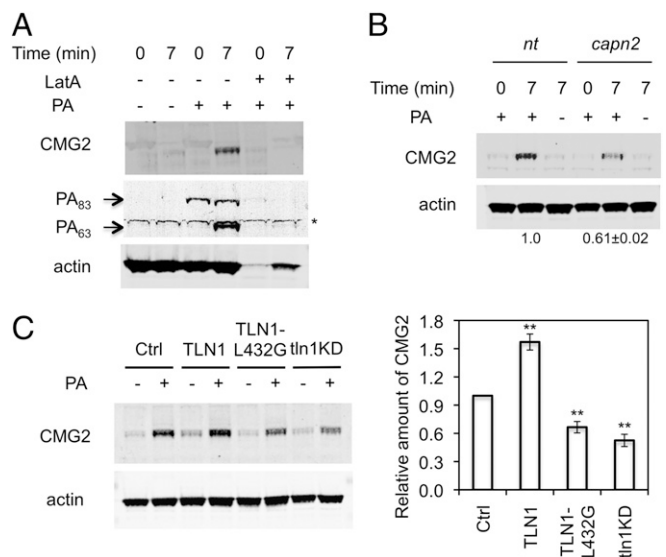 A
Time (min) 0 7 0 7 0 7
LatA - - - - + +
PA - - + + + +
CMG2
PA83
PA63 *
actin
B
nt capn2
Time (min) 0 7 7 0 7 7
PA + + - + + -
CMG2
actin
1.0 0.61±0.02
C
Ctrl TLN1 TLN1-L432G tln1KD
PA - + - + - + - +
CMG2
actin
Relative amount of CMG2
1.8
1.5
1.2
0.9
0.6
0.3
0.0
**
**
**
Ctrl
TLN1
TLN1-L432G
tln1KD